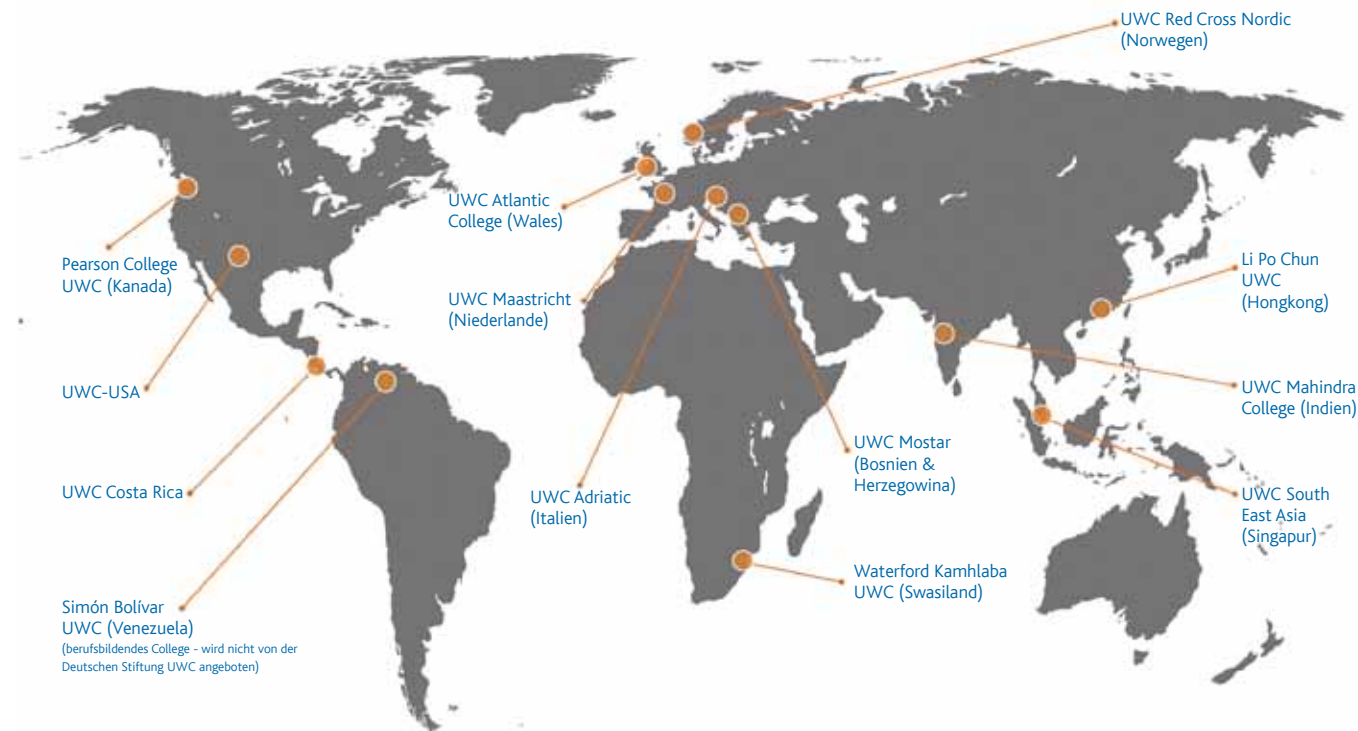 UWC Red Cross Nordic
(Norwegen)
UWC Atlantic
College (Wales)
Pearson College
UWC (Kanada)
Li Po Chun
UWC
(Hongkong)
UWC Maastricht
(Niederlande)
UWC-USA
UWC Mahindra
College (Indien)
UWC Mostar
(Bosnien &
Herzegowina)
UWC Costa Rica
UWC Adriatic
(Italien)
UWC South
East Asia
(Singapur)
Waterford Kamhlaba
UWC (Swasiland)
Simón Bolívar
UWC (Venezuela)
(berufsbildendes College - wird nicht von der
Deutschen Stiftung UWC angeboten)